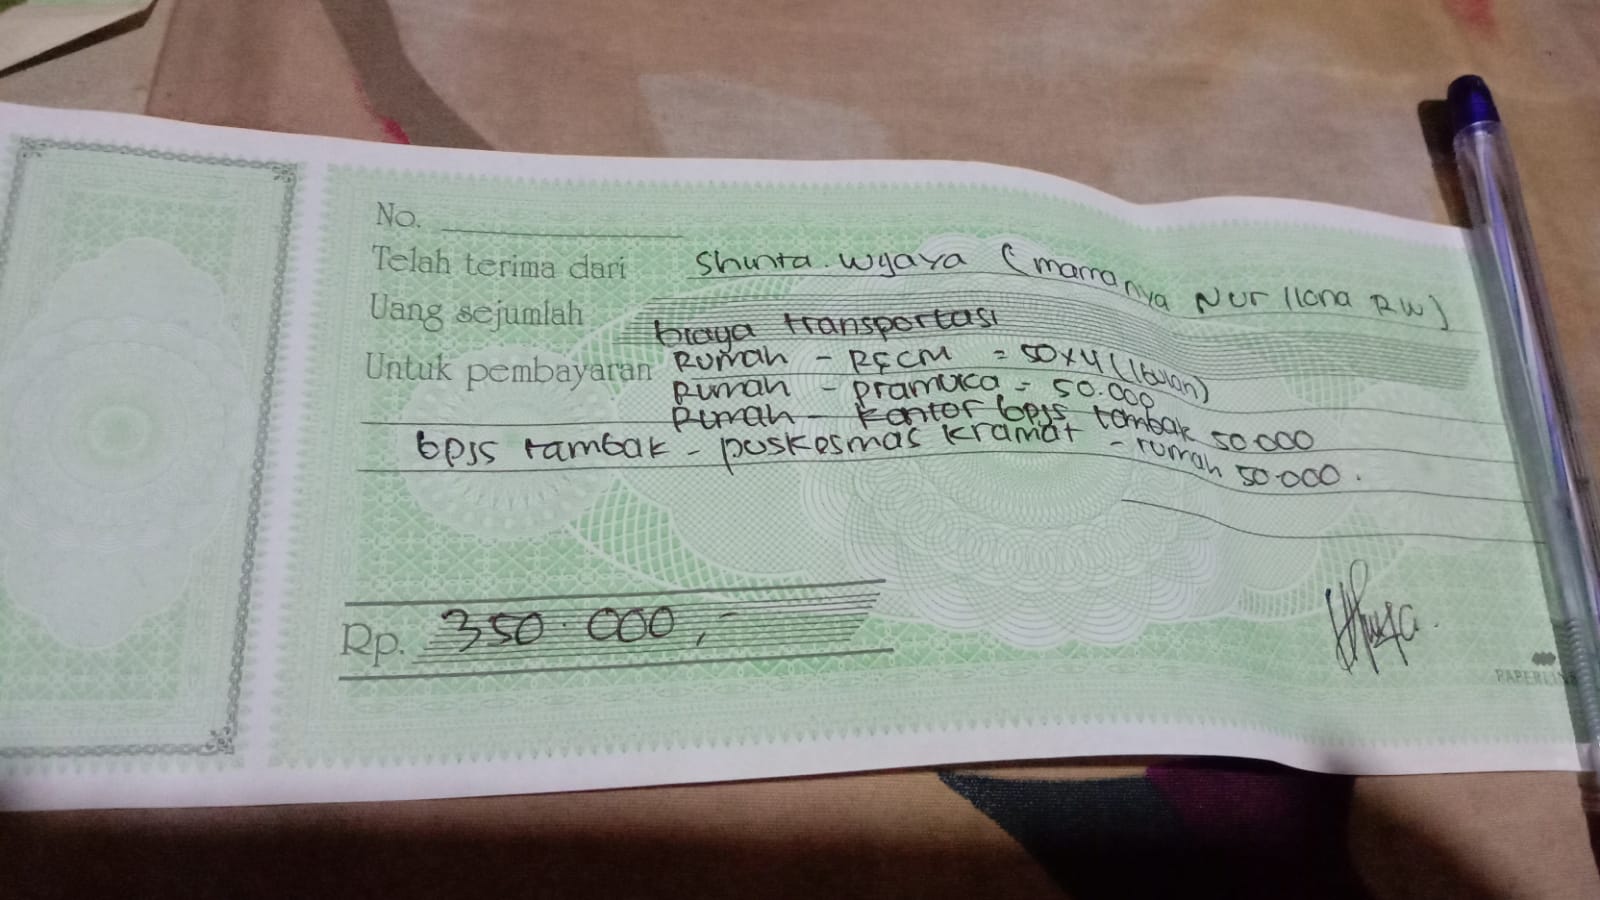 No.
Telah terima dari Shunta Wijaya (mamanya Nur Ilona RW)
Uang sejumlah
biaya transportasi
Untuk pembayaran Rumah - RSCM = 50x4 (1 bulan)
Rumah - pramuka = 50.000
Rumah - kantor bpjs tambak 50.000
bpjs tambak - puskesmas kramat - rumah 50.000.
Rp. 350.000,-
PAPERLINE